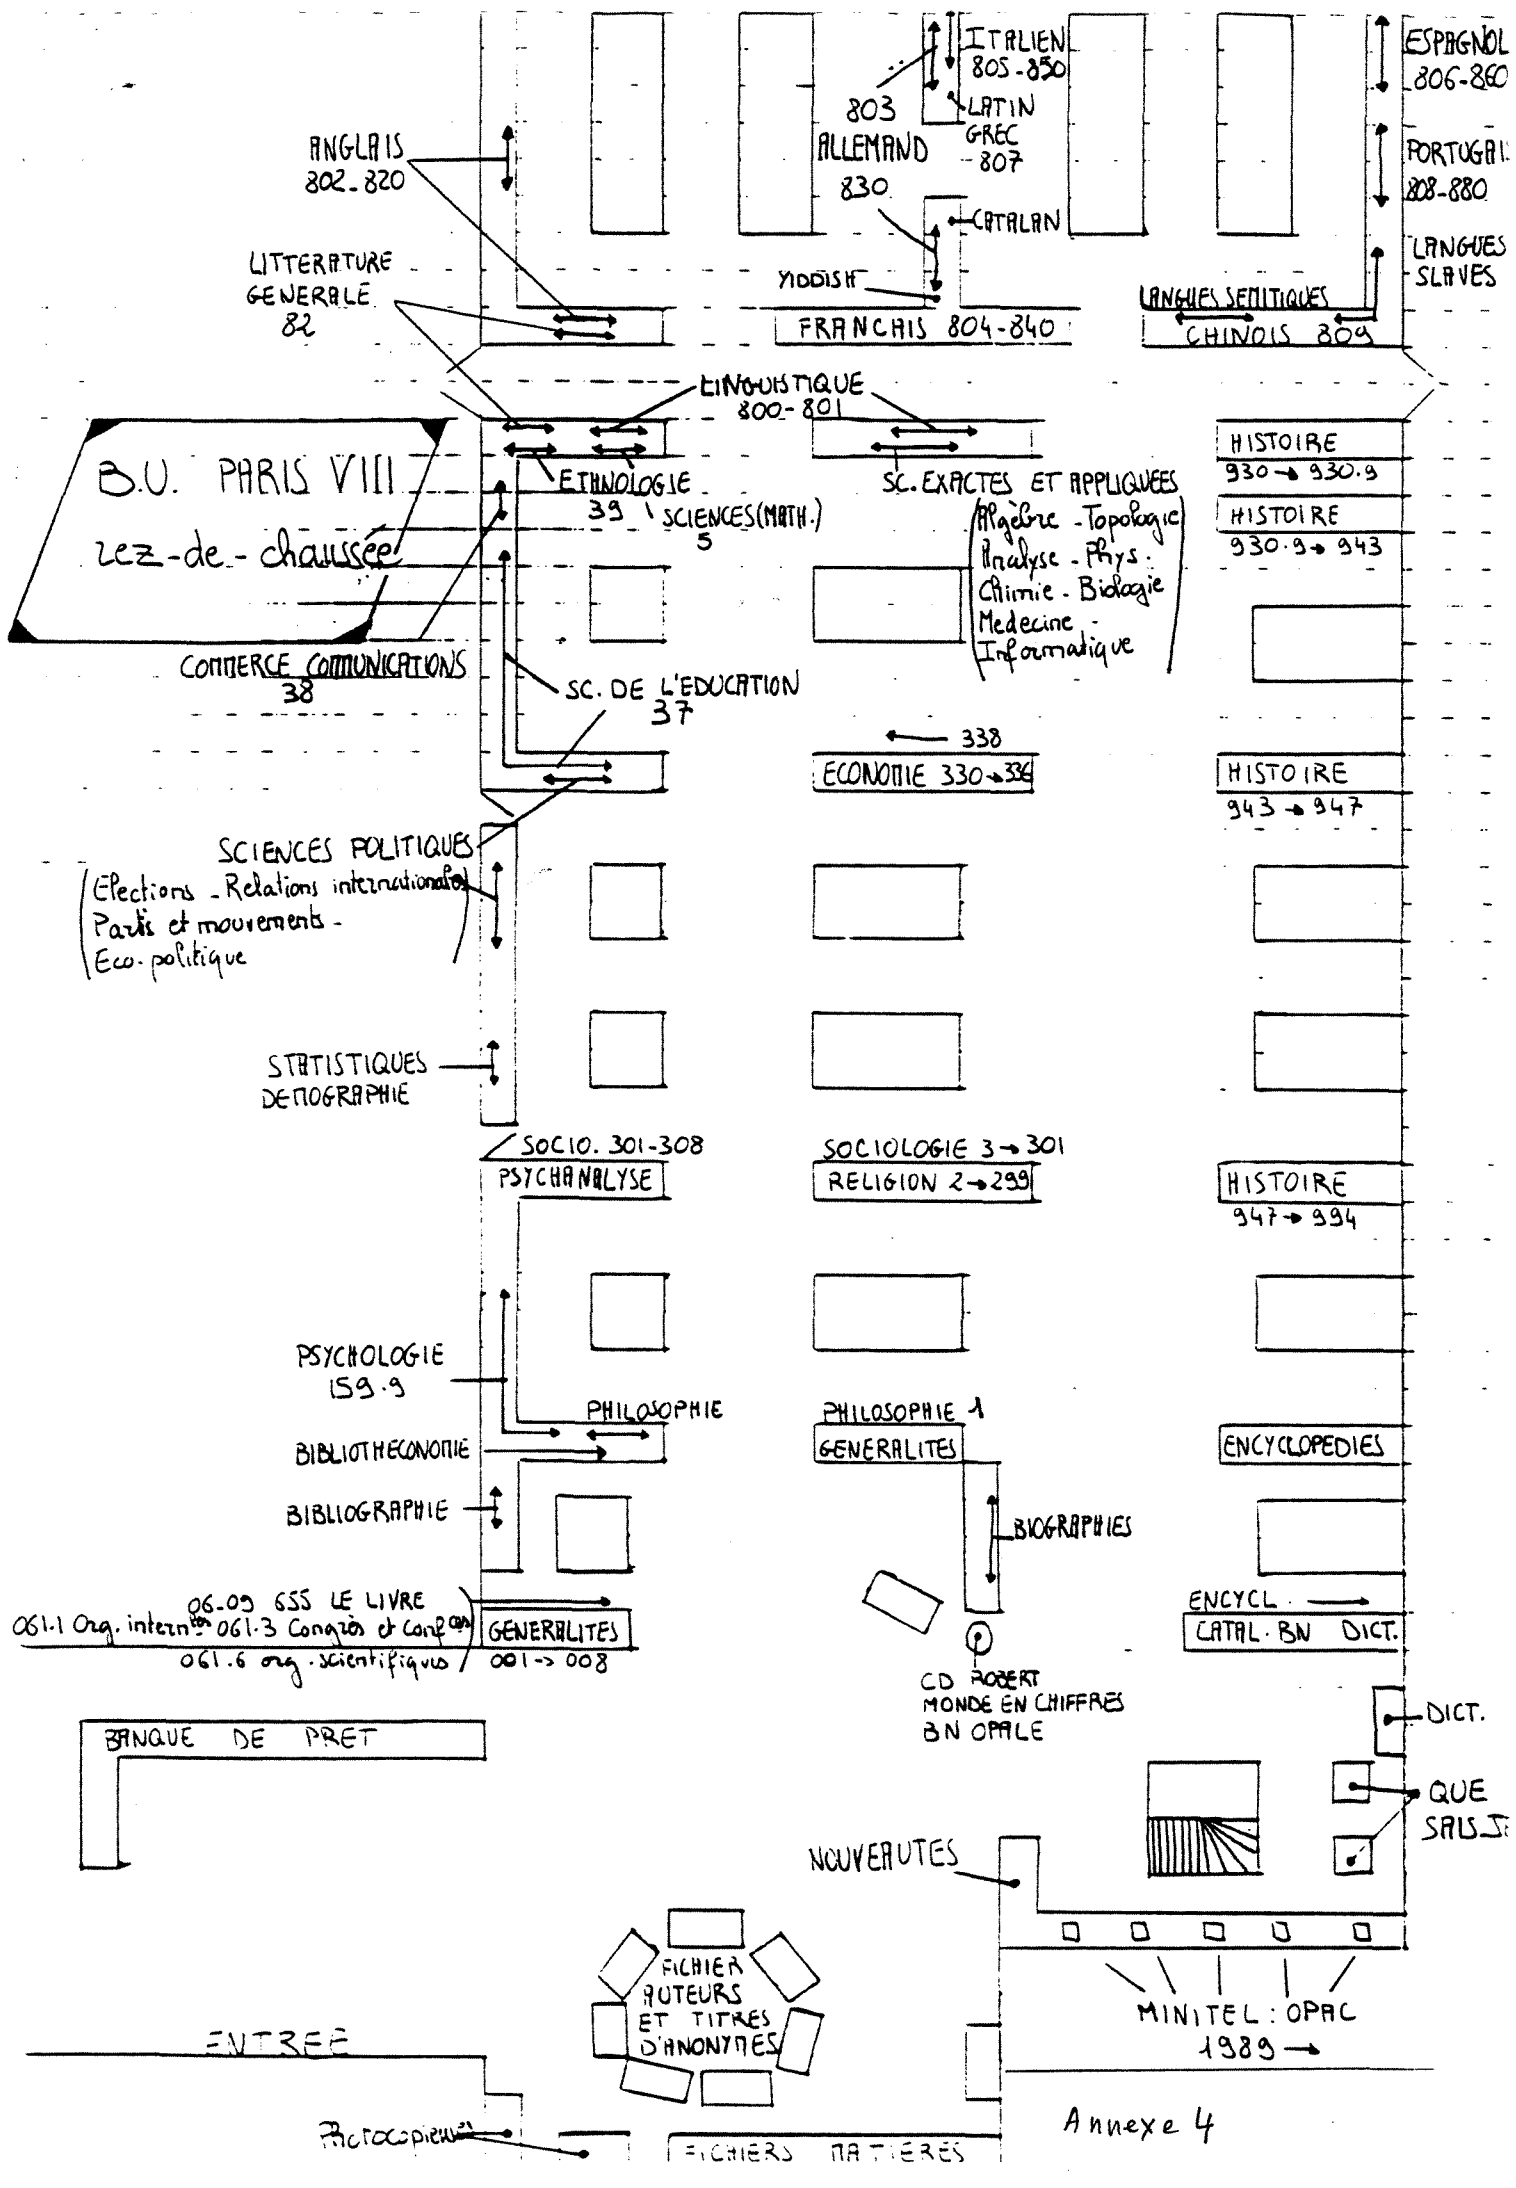 ITALIEN
805-850
ESPAGNOL
806-860
803
LATIN
GREC
807
ANGLAIS
802-820
ALLEMAND
830
PORTUGAI
808-880
CATALAN
LITTERATURE
GENERALE
82
YIDDISH
LANGUES
SLAVES
LANGUES SEMITIQUES
FRANCAIS 804-840
CHINOIS 809
LINGUISTIQUE
800-801
B.U. PARIS VIII
rez-de-chaussée
ETHNOLOGIE
39
SCIENCES (MATH.)
5
SC. EXACTES ET APPLIQUEES
(Algèbre - Topologie
Analyse - Phys.
Chimie - Biologie
Medecine -
Informatique)
HISTOIRE
930 → 930.9
HISTOIRE
930.9 → 943
COMMERCE COMMUNICATIONS
38
SC. DE L'EDUCATION
37
← 338
ECONOMIE 330 → 336
HISTOIRE
943 → 947
SCIENCES POLITIQUES
(Elections - Relations internationales
Partis et mouvements -
Eco-politique)
STATISTIQUES
DEMOGRAPHIE
SOCIO. 301-308
PSYCHANALYSE
SOCIOLOGIE 3 → 301
RELIGION 2 → 299
HISTOIRE
947 → 994
PSYCHOLOGIE
159.9
PHILOSOPHIE
PHILOSOPHIE 1
GENERALITES
ENCYCLOPEDIES
BIBLIOTHECONOMIE
BIBLIOGRAPHIE
BIOGRAPHIES
06-09 655 LE LIVRE
061.1 Org. internles 061.3 Congrès et Confces
061.6 org. scientifiques)
GENERALITES
001 → 008
ENCYCL. →
CATAL. BN DICT.
CD ROBERT
MONDE EN CHIFFRES
BN OPALE
BANQUE DE PRET
DICT.
QUE
SAIS-JE
NOUVEAUTES
FICHIER
AUTEURS
ET TITRES
D'ANONYMES
MINITEL : OPAC
1989 →
ENTREE
Photocopieuses
FICHIERS MATIERES
Annexe 4